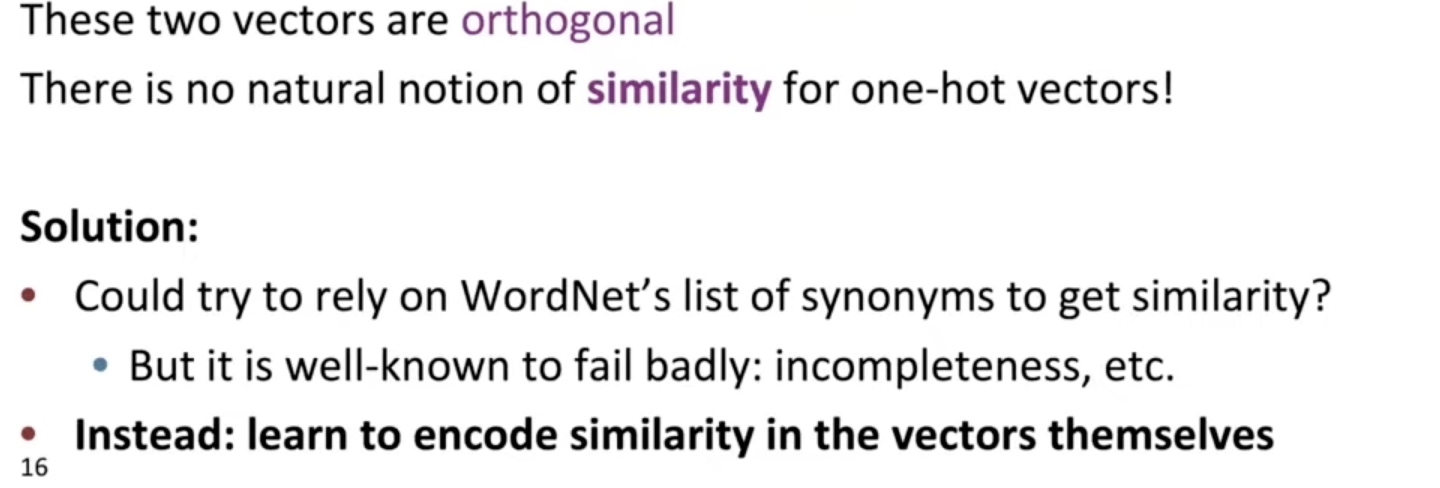 These two vectors are orthogonal
There is no natural notion of similarity for one-hot vectors!
Solution:
• Could try to rely on WordNet’s list of synonyms to get similarity?
• But it is well-known to fail badly: incompleteness, etc.
• Instead: learn to encode similarity in the vectors themselves
16